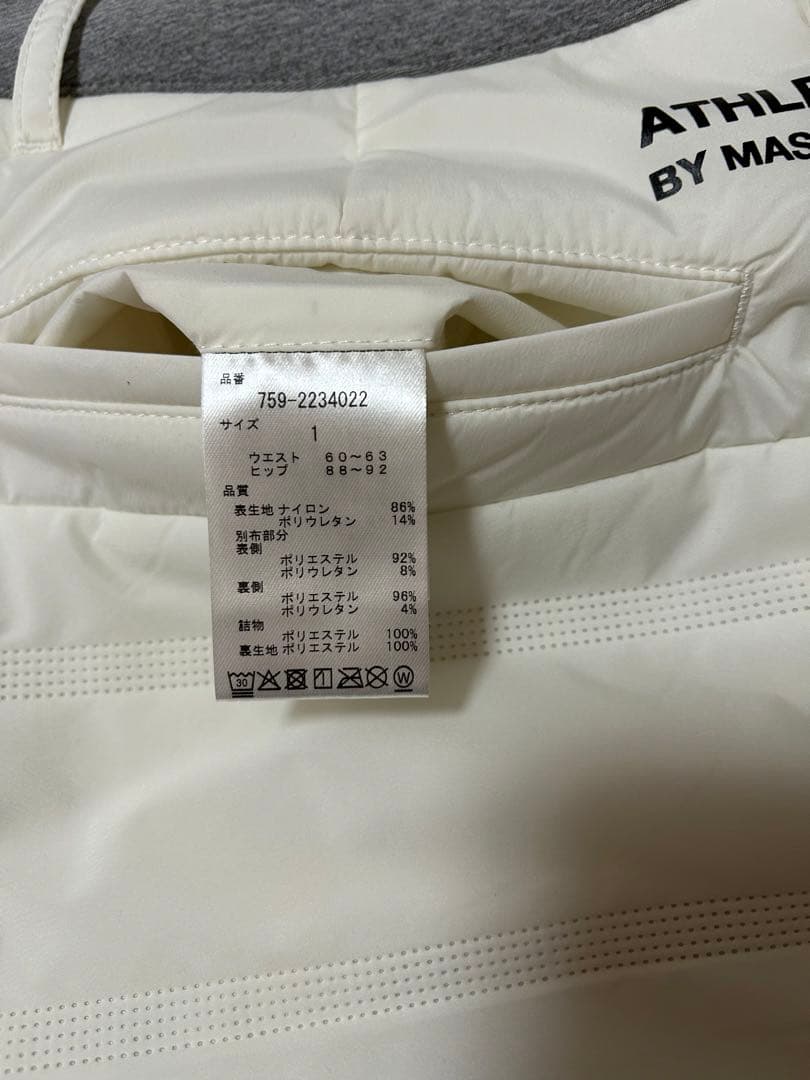 BY
品番
759-2234022
サイズ
1
ウエスト 60～63
ヒップ 88～92
品質
表生地 ナイロン 86%
ポリウレタン 14%
別布部分
表側
ポリエステル 92%
ポリウレタン 8%
裏側
ポリエステル 96%
ポリウレタン 4%
詰物
ポリエステル 100%
裏生地 ポリエステル 100%
30 W